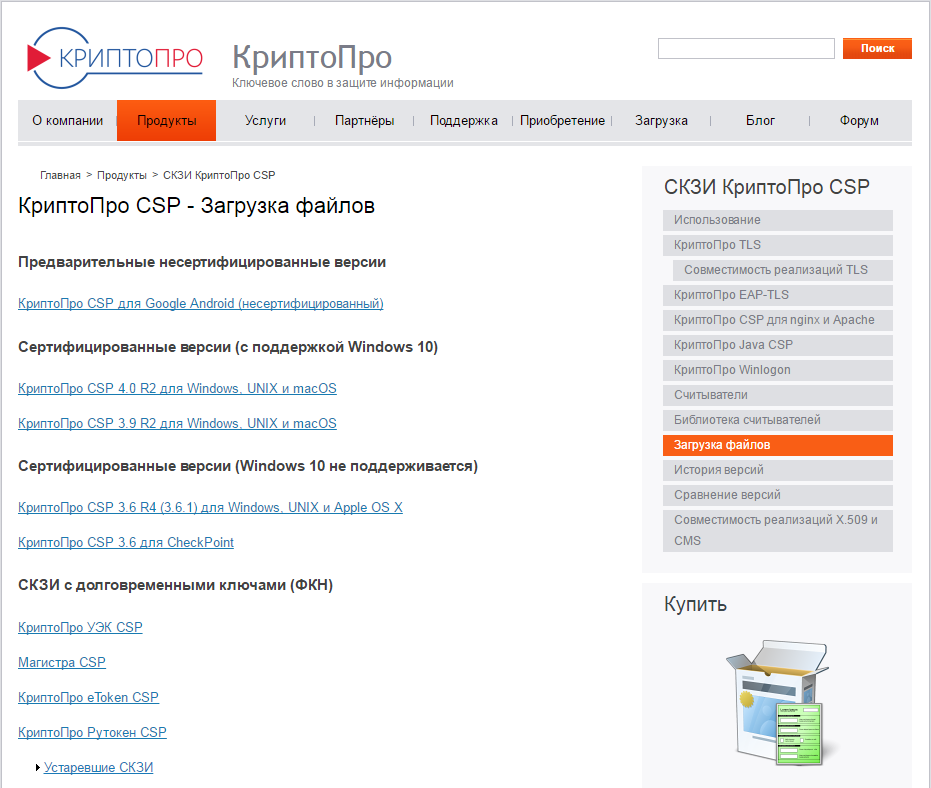 КРИПТОПРО
КриптоПро
Ключевое слово в защите информации
Поиск
О компании
Продукты
Услуги
Партнёры
Поддержка
Приобретение
Загрузка
Блог
Форум
Главная > Продукты > СКЗИ КриптоПро CSP
КриптоПро CSP - Загрузка файлов
Предварительные несертифицированные версии
КриптоПро CSP для Google Android (несертифицированный)
Сертифицированные версии (с поддержкой Windows 10)
КриптоПро CSP 4.0 R2 для Windows, UNIX и macOS
КриптоПро CSP 3.9 R2 для Windows, UNIX и macOS
Сертифицированные версии (Windows 10 не поддерживается)
КриптоПро CSP 3.6 R4 (3.6.1) для Windows, UNIX и Apple OS X
КриптоПро CSP 3.6 для CheckPoint
СКЗИ с долговременными ключами (ФКН)
КриптоПро УЭК CSP
Магистра CSP
КриптоПро eToken CSP
КриптоПро Рутокен CSP
Устаревшие СКЗИ
СКЗИ КриптоПро CSP
Использование
КриптоПро TLS
Совместимость реализаций TLS
КриптоПро EAP-TLS
КриптоПро CSP для nginx и Apache
КриптоПро Java CSP
КриптоПро Winlogon
Считыватели
Библиотека считывателей
Загрузка файлов
История версий
Сравнение версий
Совместимость реализаций X.509 и
CMS
Купить